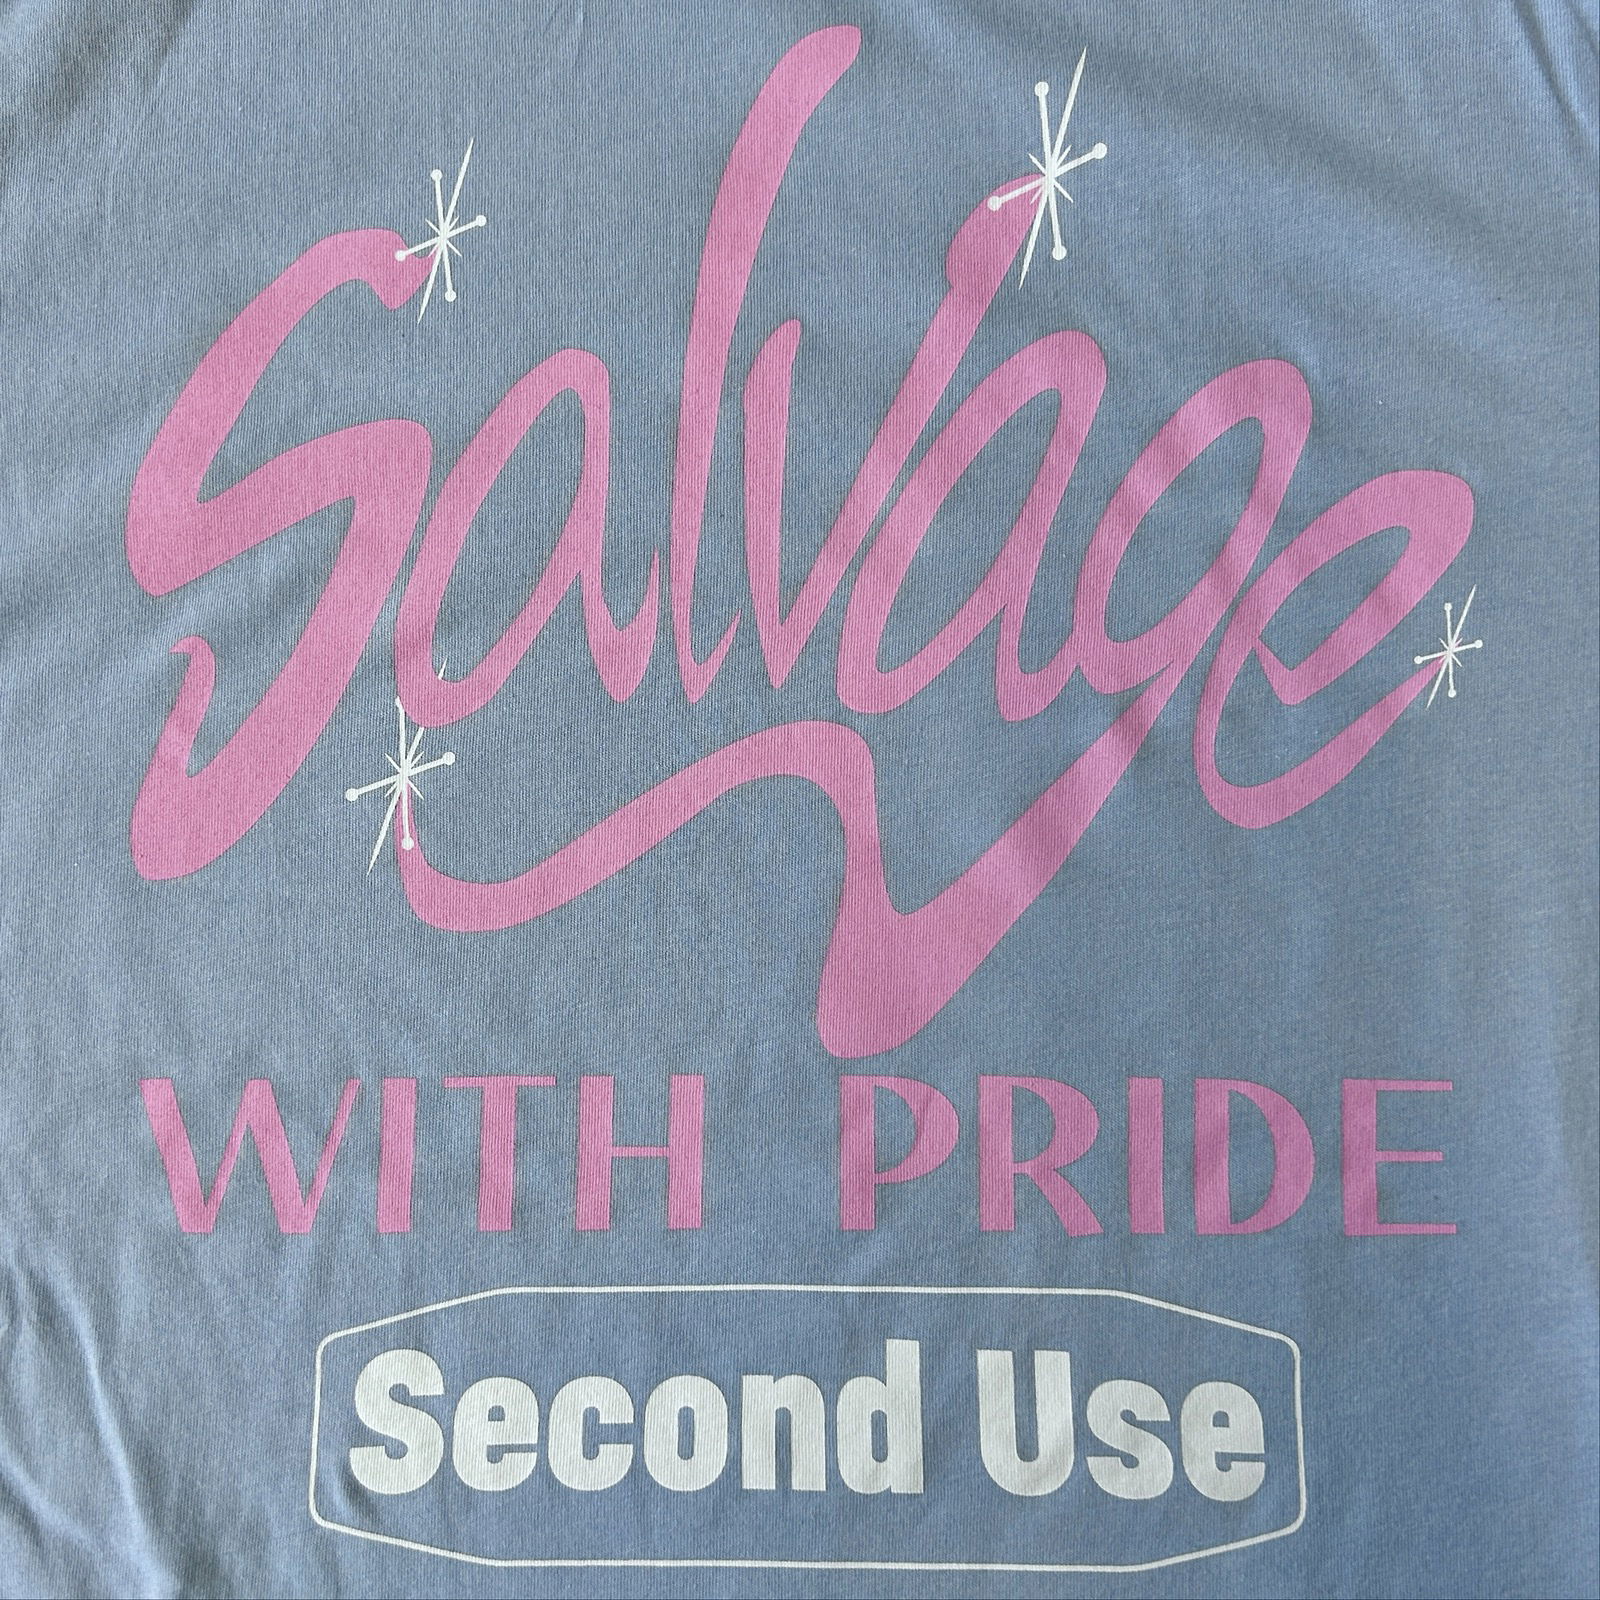 Salvage
WITH PRIDE
Second Use